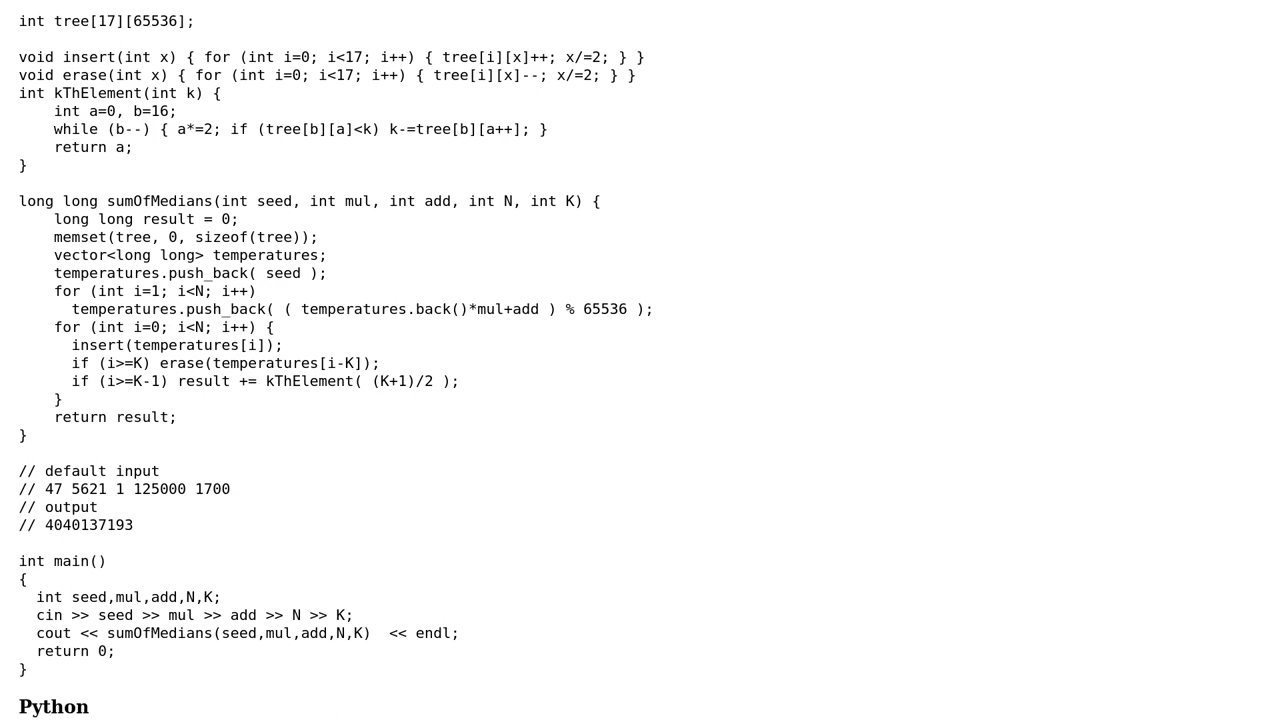 int tree[17][65536];

void insert(int x) { for (int i=0; i<17; i++) { tree[i][x]++; x/=2; } }
void erase(int x) { for (int i=0; i<17; i++) { tree[i][x]--; x/=2; } }
int kThElement(int k) {
    int a=0, b=16;
    while (b--) { a*=2; if (tree[b][a]<k) k-=tree[b][a++]; }
    return a;
}

long long sumOfMedians(int seed, int mul, int add, int N, int K) {
    long long result = 0;
    memset(tree, 0, sizeof(tree));
    vector<long long> temperatures;
    temperatures.push_back( seed );
    for (int i=1; i<N; i++)
      temperatures.push_back( ( temperatures.back()*mul+add ) % 65536 );
    for (int i=0; i<N; i++) {
      insert(temperatures[i]);
      if (i>=K) erase(temperatures[i-K]);
      if (i>=K-1) result += kThElement( (K+1)/2 );
    }
    return result;
}

// default input
// 47 5621 1 125000 1700
// output
// 4040137193

int main()
{
  int seed,mul,add,N,K;
  cin >> seed >> mul >> add >> N >> K;
  cout << sumOfMedians(seed,mul,add,N,K)  << endl;
  return 0;
}

Python